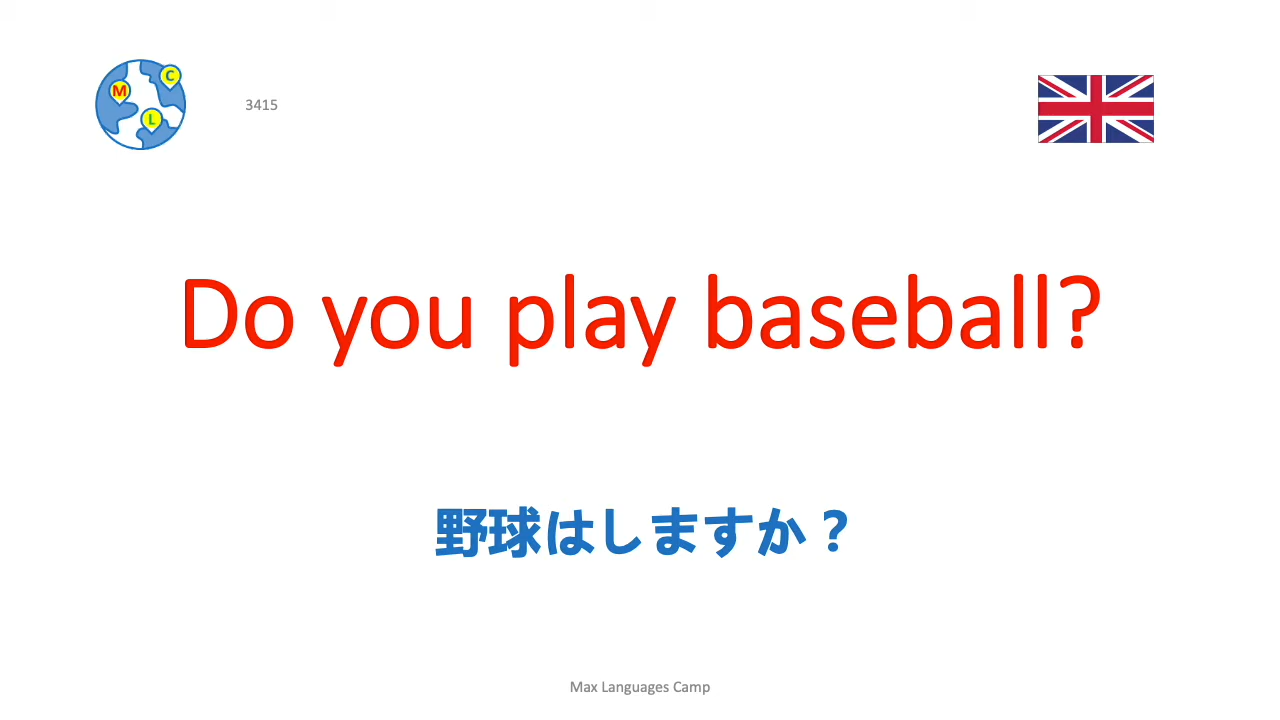 M
C
L
3415
Do you play baseball?
野球はしますか？
Max Languages Camp